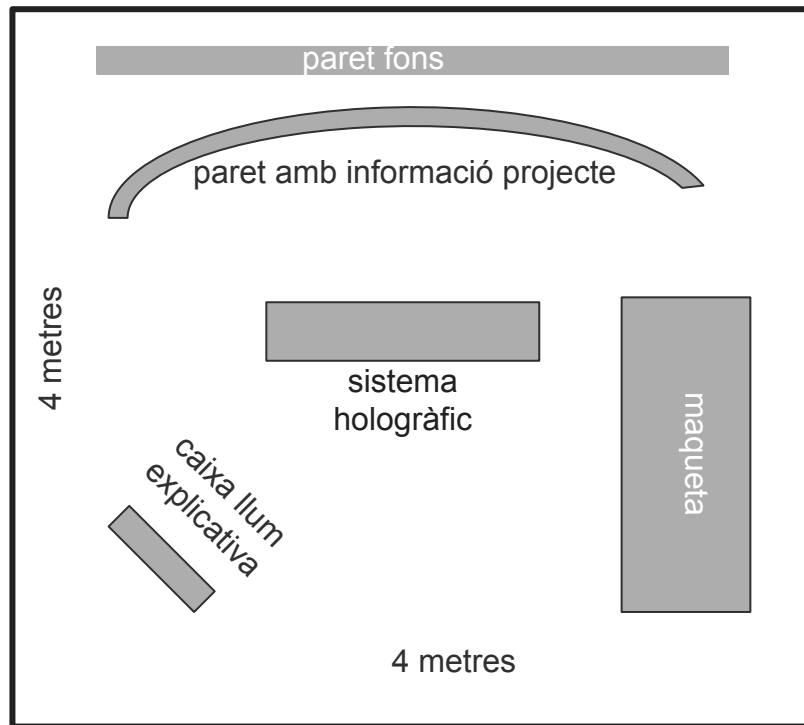 paret fons
paret amb informació projecte
4 metres
sistema
hologràfic
maqueta
caixa llum
explicativa
4 metres